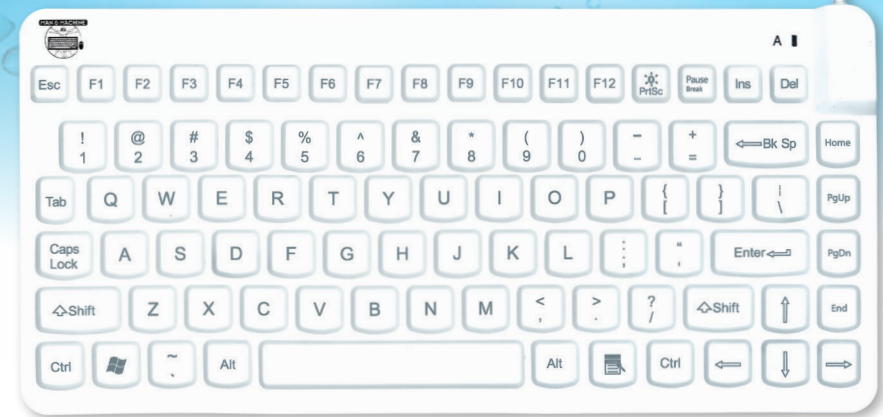 MAN & MACHINE
A
Esc F1 F2 F3 F4 F5 F6 F7 F8 F9 F10 F11 F12 PrtSc Pause Break Ins Del
! @ # $ % ^ & * ( ) – +
1 2 3 4 5 6 7 8 9 0 - = ⇐Bk Sp Home
Tab Q W E R T Y U I O P { [ } ] ¦ \ PgUp
Caps Lock A S D F G H J K L : ; “ ' Enter PgDn
⇧Shift Z X C V B N M < , > . ? / ⇧Shift ⇑ End
Ctrl ~ ` Alt Alt Ctrl ⇐ ⇓ ⇒